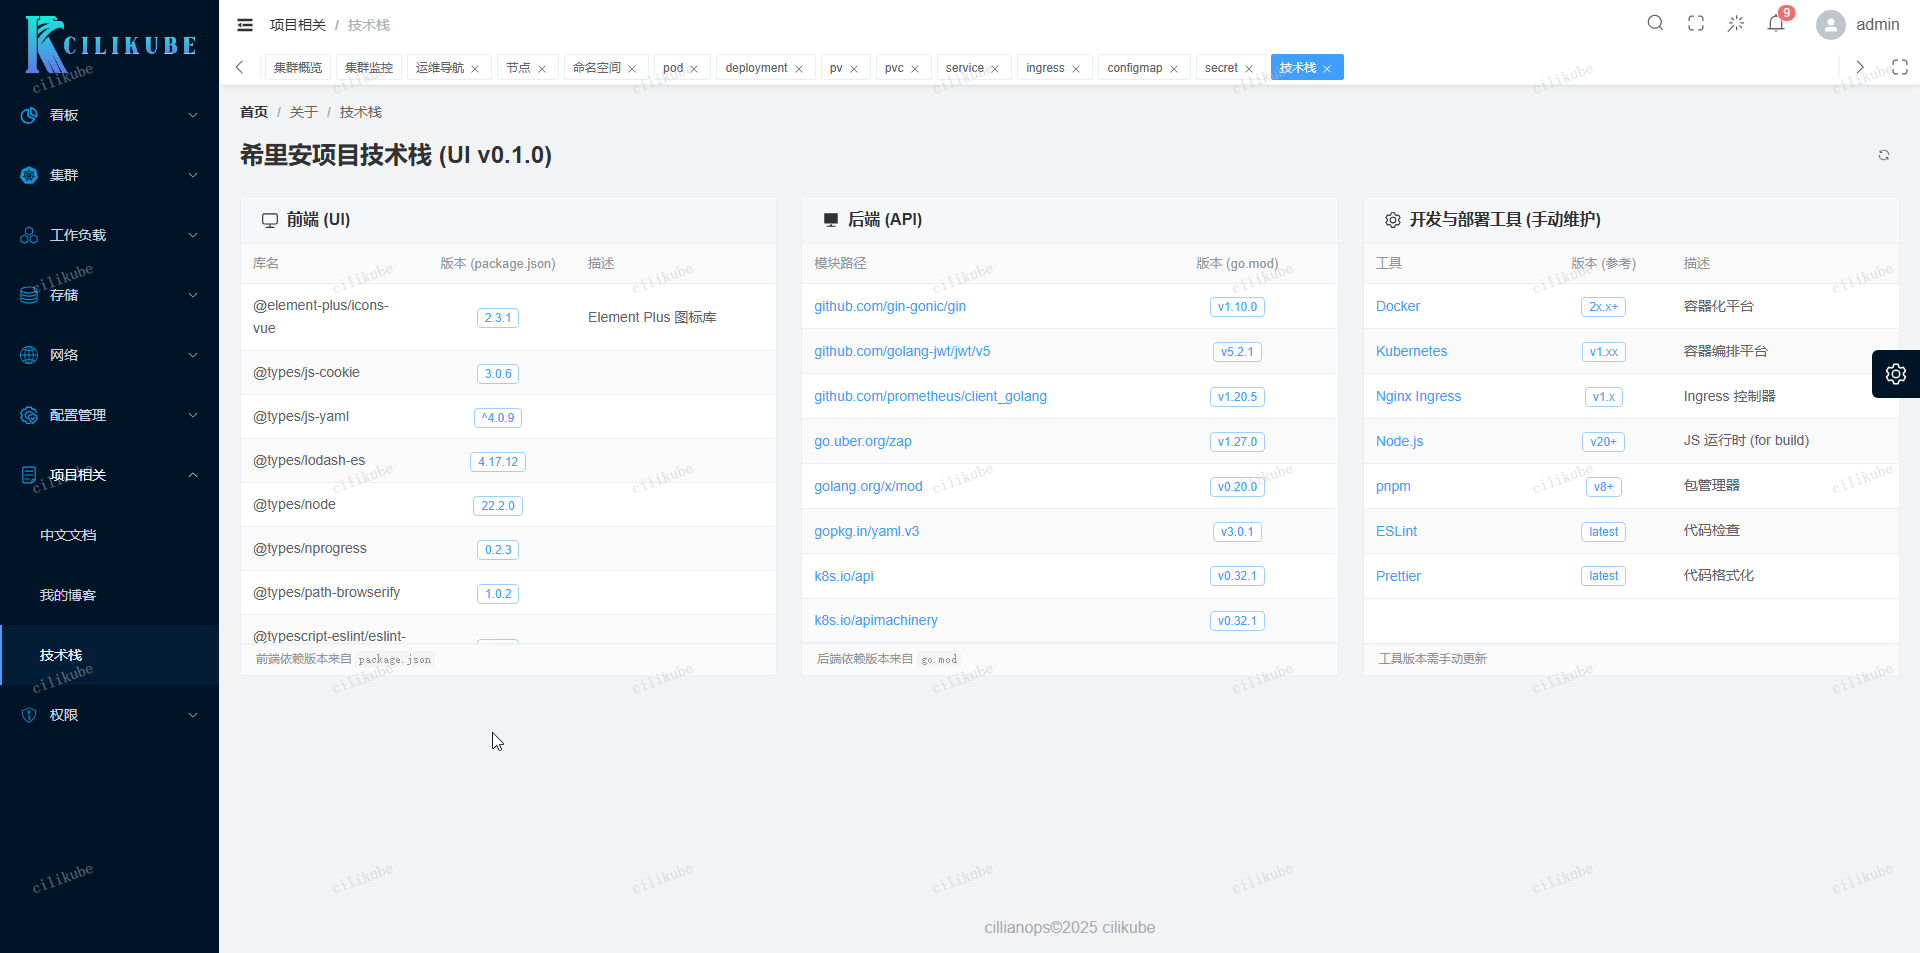 CILIKUBE
看板
集群
工作负载
存储
网络
配置管理
项目相关
中文文档
我的博客
技术栈
权限
项目相关 / 技术栈
9
admin
集群概览 集群监控 运维导航 节点 命名空间 pod deployment pv pvc service ingress configmap secret 技术栈
首页 / 关于 / 技术栈
希里安项目技术栈 (UI v0.1.0)
前端 (UI)
库名 版本 (package.json) 描述
@element-plus/icons-
vue
2.3.1 Element Plus 图标库
@types/js-cookie 3.0.6
@types/js-yaml ^4.0.9
@types/lodash-es 4.17.12
@types/node 22.2.0
@types/nprogress 0.2.3
@types/path-browserify 1.0.2
@typescript-eslint/eslint-
前端依赖版本来自 package.json
后端 (API)
模块路径 版本 (go.mod)
github.com/gin-gonic/gin v1.10.0
github.com/golang-jwt/jwt/v5 v5.2.1
github.com/prometheus/client_golang v1.20.5
go.uber.org/zap v1.27.0
golang.org/x/mod v0.20.0
gopkg.in/yaml.v3 v3.0.1
k8s.io/api v0.32.1
k8s.io/apimachinery v0.32.1
后端依赖版本来自 go.mod
开发与部署工具 (手动维护)
工具 版本 (参考) 描述
Docker 2x.x+ 容器化平台
Kubernetes v1.xx 容器编排平台
Nginx Ingress v1.x Ingress 控制器
Node.js v20+ JS 运行时 (for build)
pnpm v8+ 包管理器
ESLint latest 代码检查
Prettier latest 代码格式化
工具版本需手动更新
cillianops©2025 cilikube
cilikube